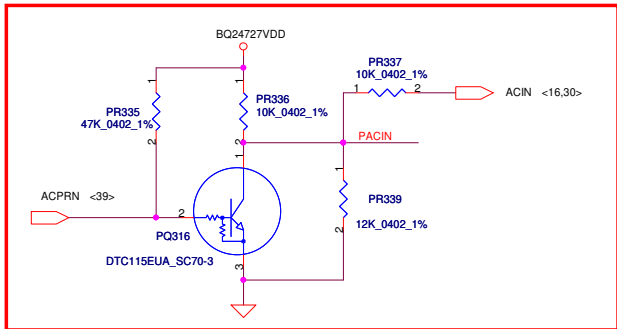 BQ24727VDD
PR337
10K_0402_1%
1
2
ACIN <16,30>
1
1
PR335
47K_0402_1%
PR336
10K_0402_1%
2
2
PACIN
1
1
ACPRN <39>
PR339
2
12K_0402_1%
2
PQ316
DTC115EUA_SC70-3
3